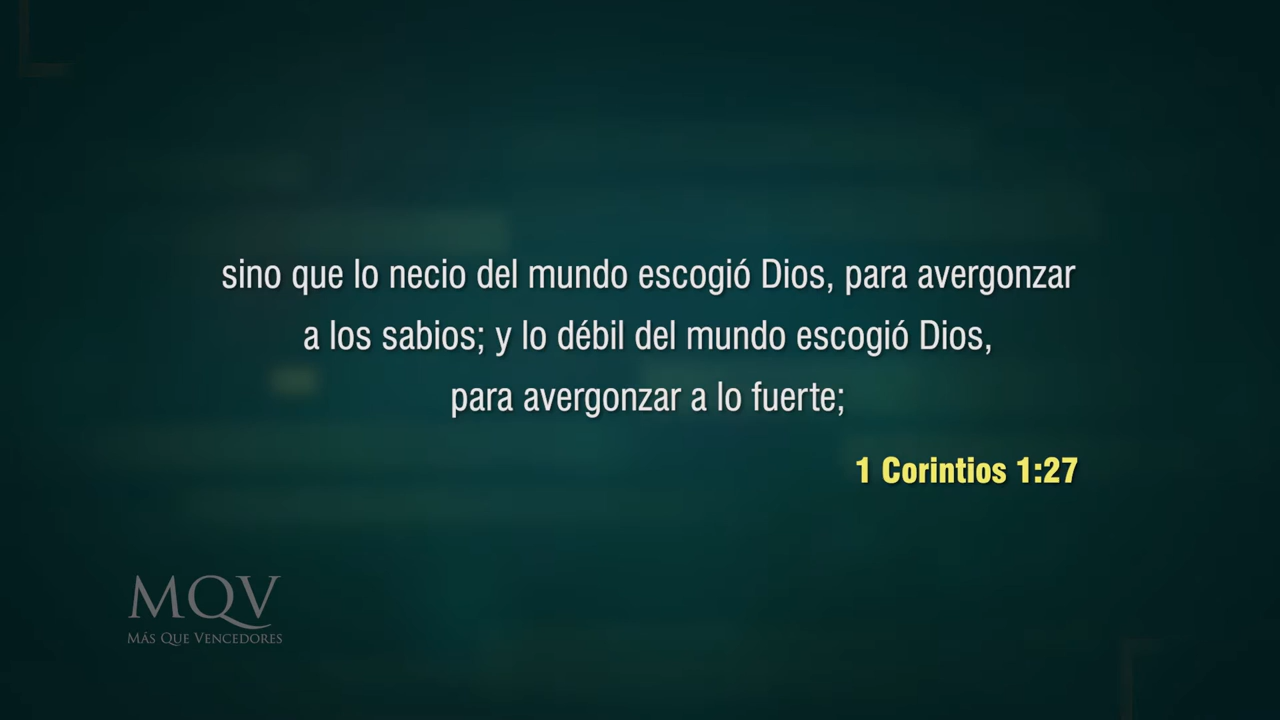 sino que lo necio del mundo escogió Dios, para avergonzar
a los sabios; y lo débil del mundo escogió Dios,
para avergonzar a lo fuerte;
1 Corintios 1:27
MQV
MÁS QUE VENCEDORES